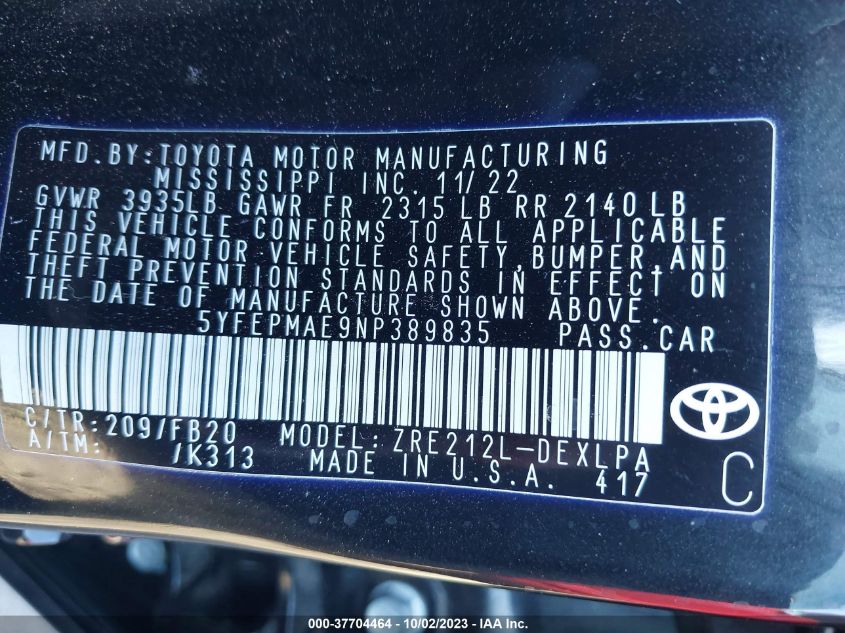 MFD.BY:TOYOTA MOTOR MANUFACTURING
MISSISSIPPI INC. 11/22
GVWR 3935LB GAWR FR 2315 LB RR 2140 LB
THIS VEHICLE CONFORMS TO ALL APPLICABLE
FEDERAL MOTOR VEHICLE SAFETY, BUMPER, AND
THEFT PREVENTION STANDARDS IN EFFECT ON
THE DATE OF MANUFACTURE SHOWN ABOVE.
5YFEPMAE9NP389835 PASS.CAR
C/TR:209/FB20 MODEL:ZRE212L-DEXLPA
A/TM: /K313 MADE IN U.S.A. 417
C
000-37704464 - 10/02/2023 - IAA Inc.